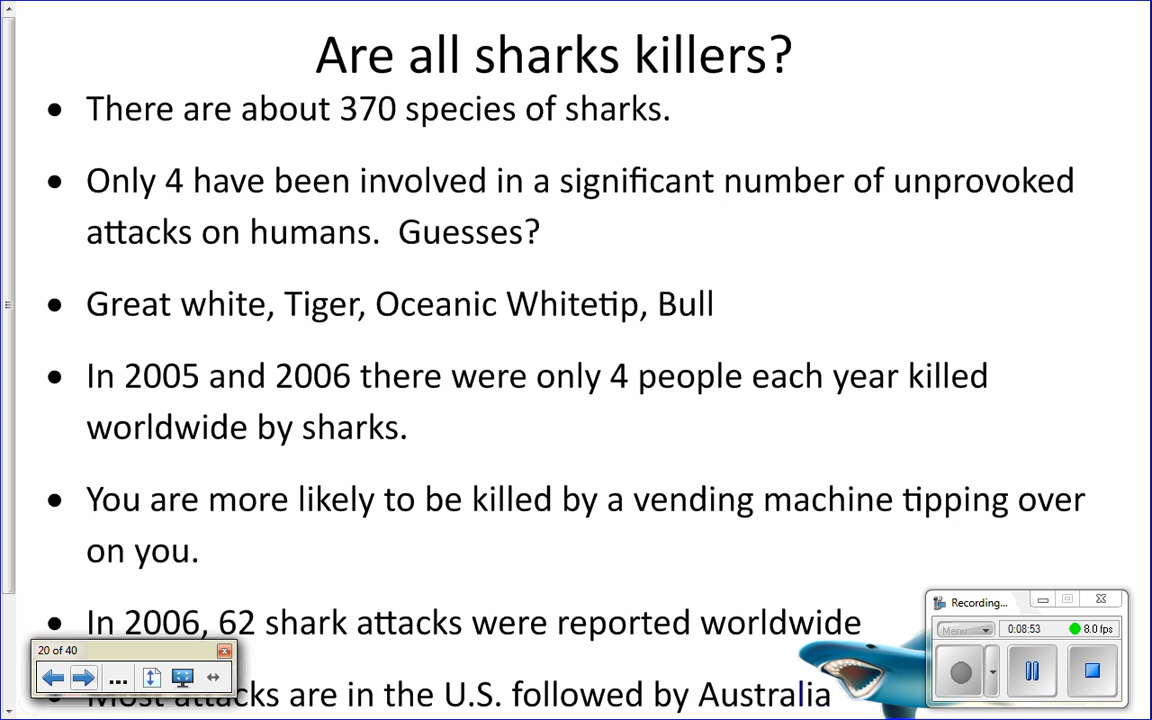 Are all sharks killers?
• There are about 370 species of sharks.
• Only 4 have been involved in a significant number of unprovoked
attacks on humans.  Guesses?
• Great white, Tiger, Oceanic Whitetip, Bull
• In 2005 and 2006 there were only 4 people each year killed
worldwide by sharks.
• You are more likely to be killed by a vending machine tipping over
on you.
• In 2006, 62 shark attacks were reported worldwide
Most attacks are in the U.S. followed by Australia
20 of 40
...
Recording...
Menu
0:08:53
8.0 fps